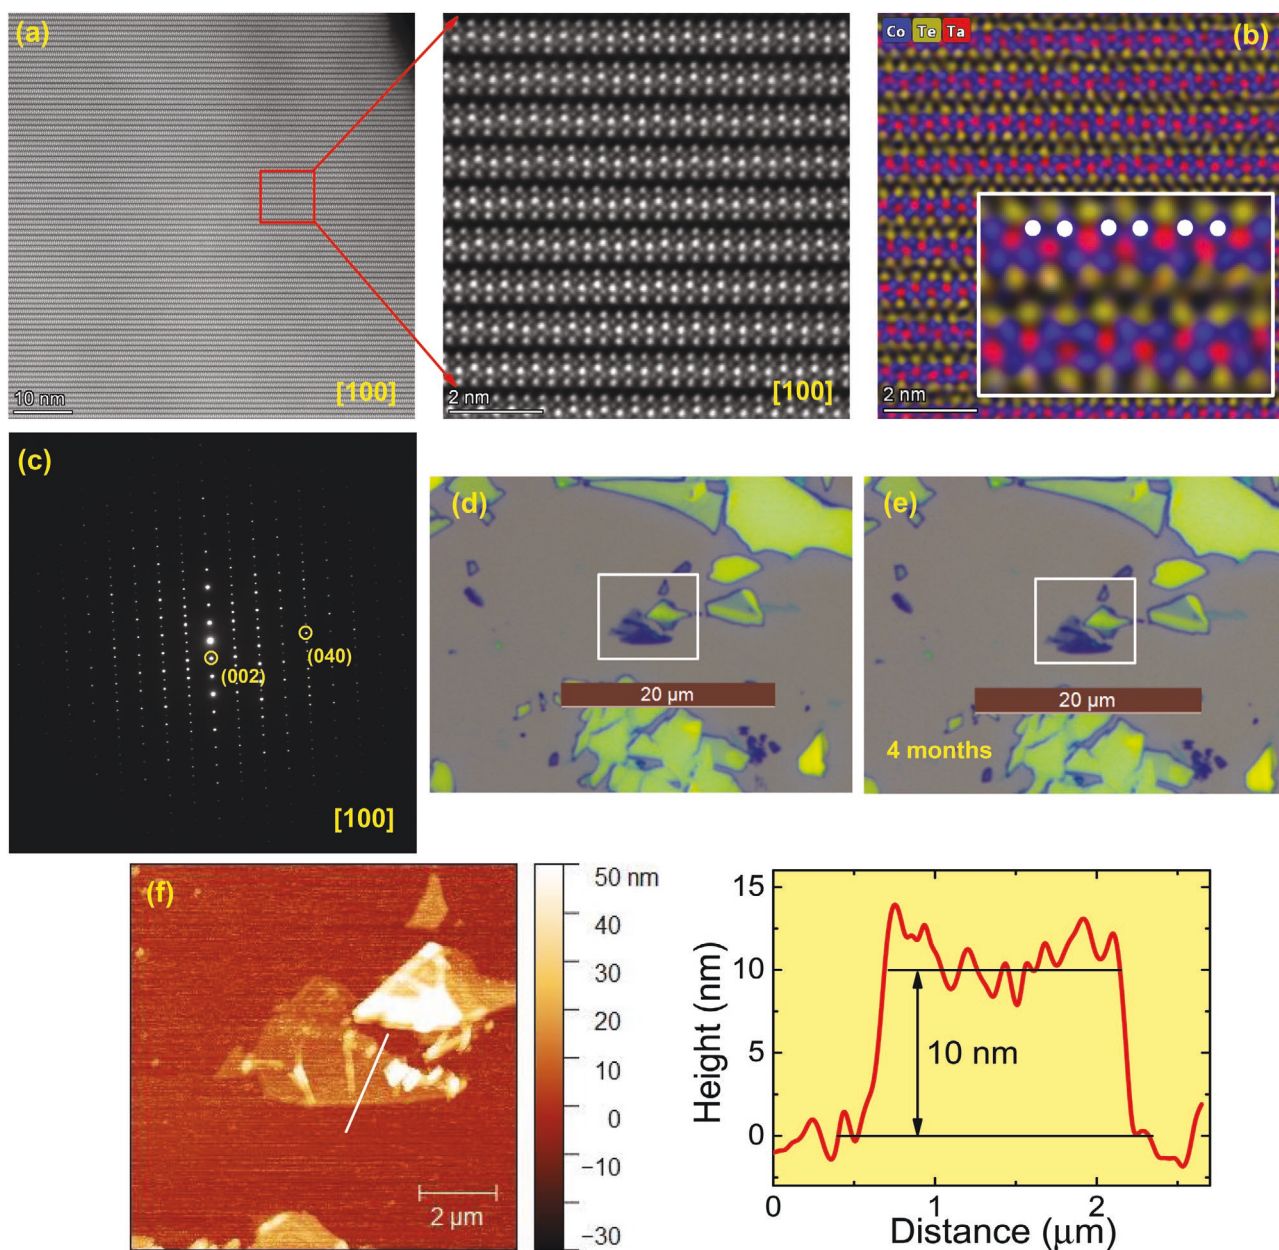 (a)
10 nm
[100]
2 nm
[100]
Co Te Ta
(b)
2 nm
(c)
(002)
(040)
[100]
(d)
20 µm
(e)
20 µm
4 months
(f)
2 µm
50 nm
40
30
20
10
0
−10
−20
−30
Height (nm)
15
10
5
0
10 nm
0 1 2
Distance (µm)